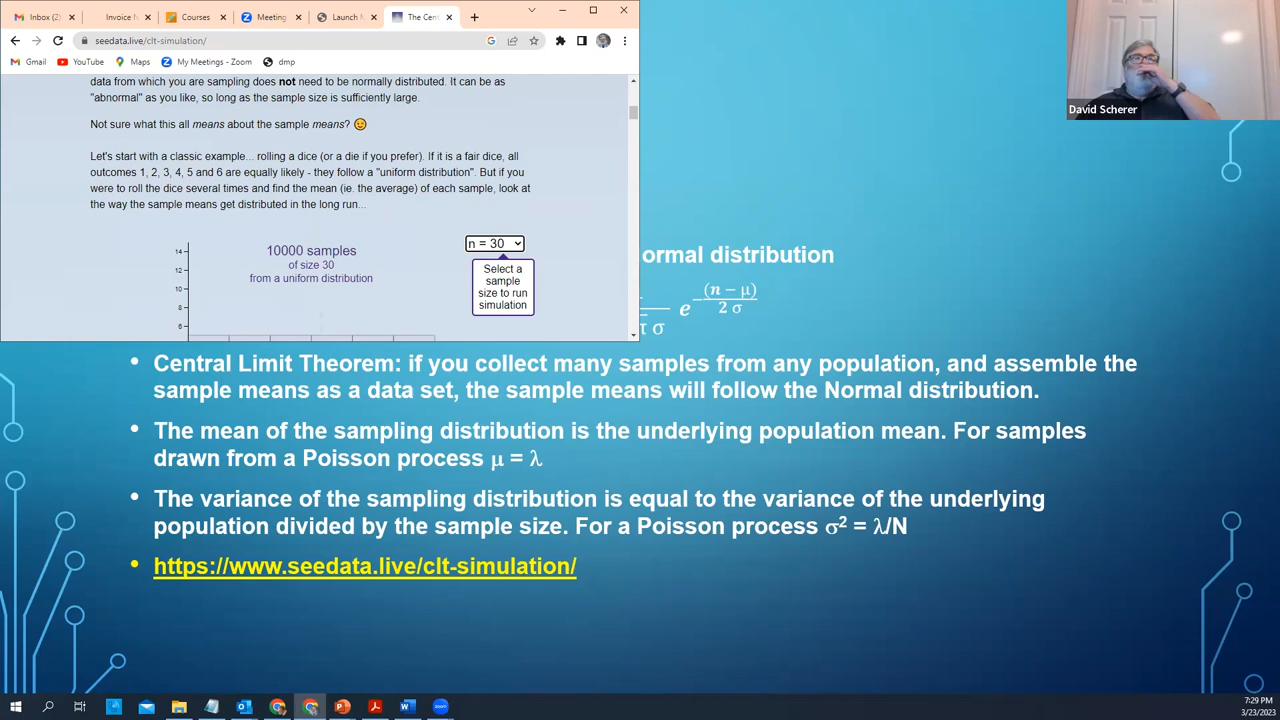 Inbox (2)
Invoice N
Courses
Meeting
Launch M
The Cent
seedata.live/clt-simulation/
Gmail
YouTube
Maps
My Meetings - Zoom
dmp
data from which you are sampling does not need to be normally distributed. It can be as
"abnormal" as you like, so long as the sample size is sufficiently large.
Not sure what this all means about the sample means? 😉
Let's start with a classic example... rolling a dice (or a die if you prefer). If it is a fair dice, all
outcomes 1, 2, 3, 4, 5 and 6 are equally likely - they follow a "uniform distribution". But if you
were to roll the dice several times and find the mean (ie. the average) of each sample, look at
the way the sample means get distributed in the long run...
10000 samples
of size 30
from a uniform distribution
14
12
10
8
6
n = 30
Select a
sample
size to run
simulation
David Scherer
ormal distribution
σ e
(n − μ)
2 σ
• Central Limit Theorem: if you collect many samples from any population, and assemble the
sample means as a data set, the sample means will follow the Normal distribution.
• The mean of the sampling distribution is the underlying population mean. For samples
drawn from a Poisson process μ = λ
• The variance of the sampling distribution is equal to the variance of the underlying
population divided by the sample size. For a Poisson process σ² = λ/N
• https://www.seedata.live/clt-simulation/
zoom
7:29 PM
3/23/2023